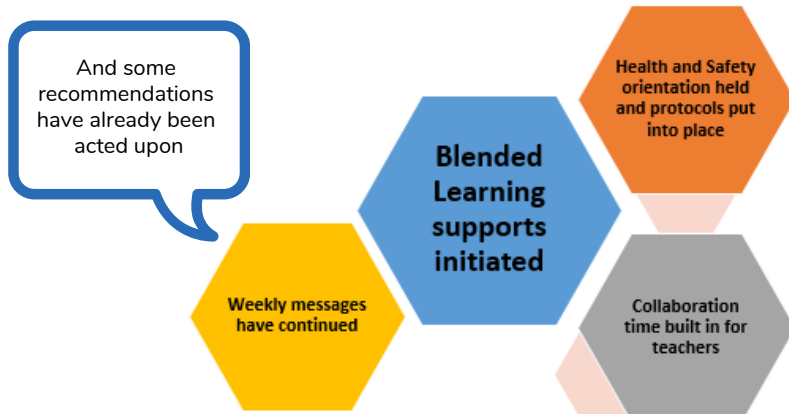 And some
recommendations
have already been
acted upon
Health and Safety
orientation held
and protocols put
into place
Blended
Learning
supports
initiated
Weekly messages
have continued
Collaboration
time built in for
teachers